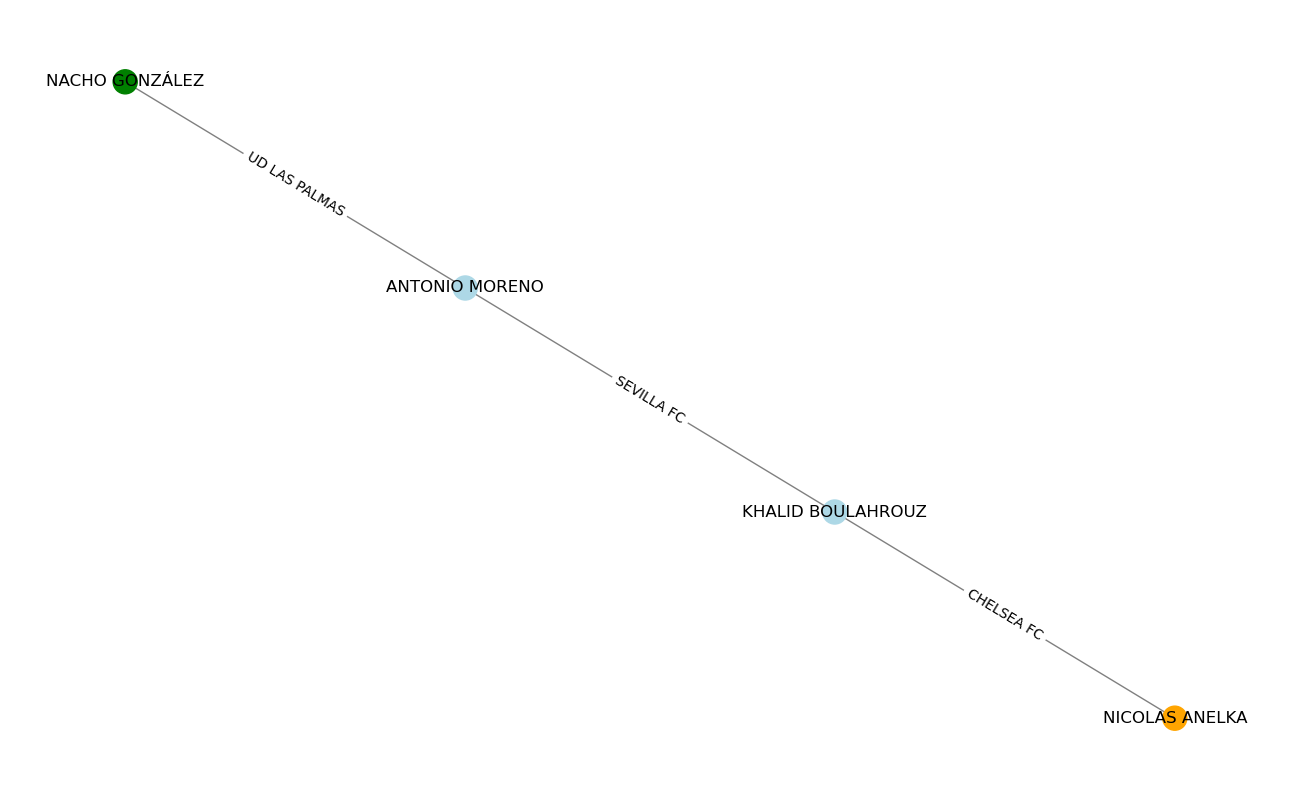 NACHO GONZÁLEZ
UD LAS PALMAS
ANTONIO MORENO
SEVILLA FC
KHALID BOULAHROUZ
CHELSEA FC
NICOLAS ANELKA